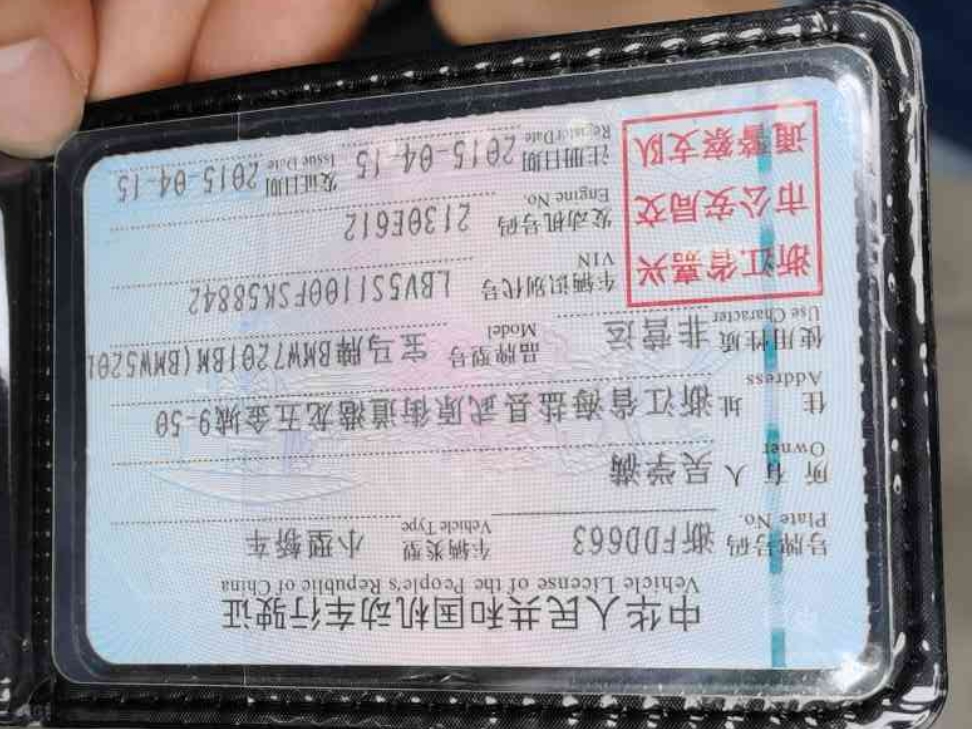 中华人民共和国机动车行驶证
Vehicle License of the People's Republic of China
号牌号码 浙FDD663 车辆类型 小型轿车
Plate No. Vehicle Type
所有人 吴学满
Owner
住址 浙江省海盐县武原街道港龙五金城9-50
Address
使用性质 非营运 品牌型号 宝马牌BMW7201BM(BMW520L
Use Character Model
浙江省嘉兴
市公安局交
通警察支队
车辆识别代号 LBV5S1100FSK58842
VIN
发动机号码 2130E612
Engine No.
注册日期 2015-04-15 发证日期 2015-04-15
Register Date Issue Date